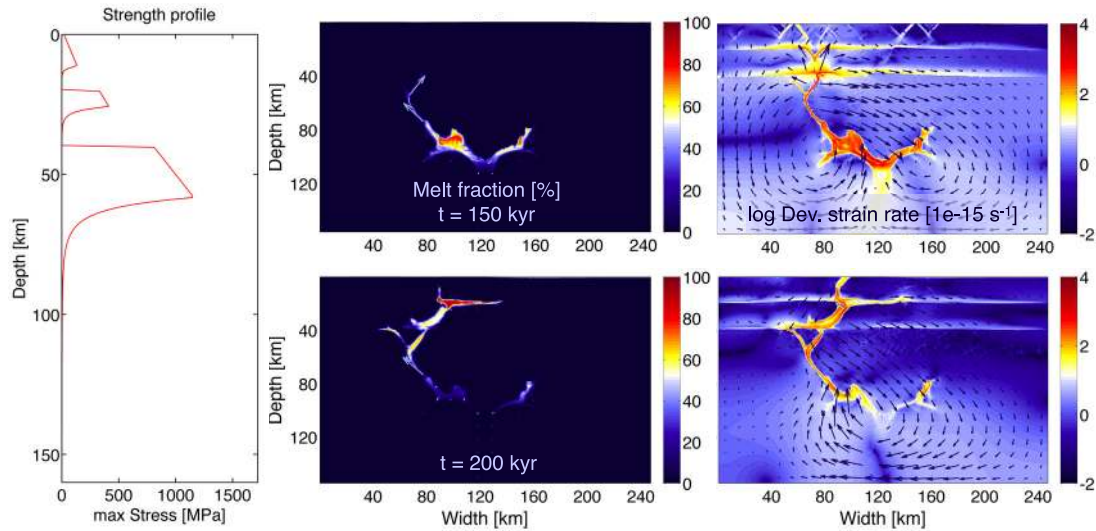 Strength profile
0
50
100
150
Depth [km]
0 500 1000 1500
max Stress [MPa]
40
80
120
Depth [km]
Melt fraction [%]
t = 150 kyr
40 80 120 160 200 240
100
80
60
40
20
0
log Dev. strain rate [1e-15 s-1]
40 80 120 160 200 240
4
2
0
-2
40
80
120
Depth [km]
t = 200 kyr
40 80 120 160 200 240
Width [km]
100
80
60
40
20
0
40 80 120 160 200 240
Width [km]
4
2
0
-2